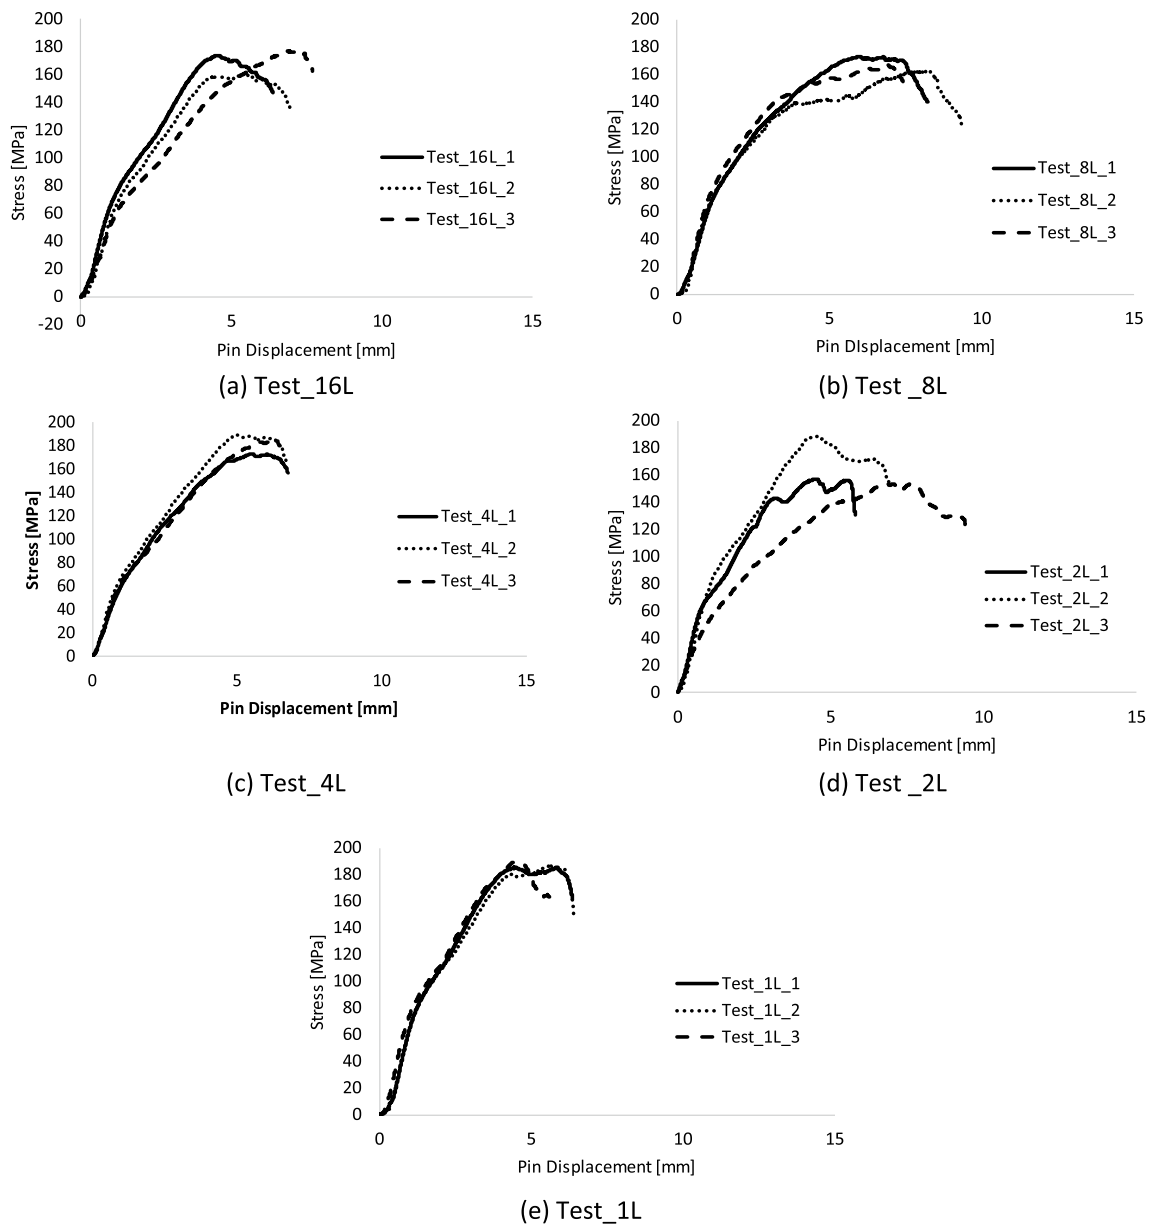 200
180
160
140
120
100
80
60
40
20
0
-20
Stress [MPa]
0 5 10 15
Pin Displacement [mm]
Test_16L_1
Test_16L_2
Test_16L_3
(a) Test_16L
200
180
160
140
120
100
80
60
40
20
0
Stress [MPa]
0 5 10 15
Pin DIsplacement [mm]
Test_8L_1
Test_8L_2
Test_8L_3
(b) Test _8L
200
180
160
140
120
100
80
60
40
20
0
Stress [MPa]
0 5 10 15
Pin Displacement [mm]
Test_4L_1
Test_4L_2
Test_4L_3
(c) Test_4L
200
180
160
140
120
100
80
60
40
20
0
Stress [MPa]
0 5 10 15
Pin Displacement [mm]
Test_2L_1
Test_2L_2
Test_2L_3
(d) Test _2L
200
180
160
140
120
100
80
60
40
20
0
Stress [MPa]
0 5 10 15
Pin Displacement [mm]
Test_1L_1
Test_1L_2
Test_1L_3
(e) Test_1L